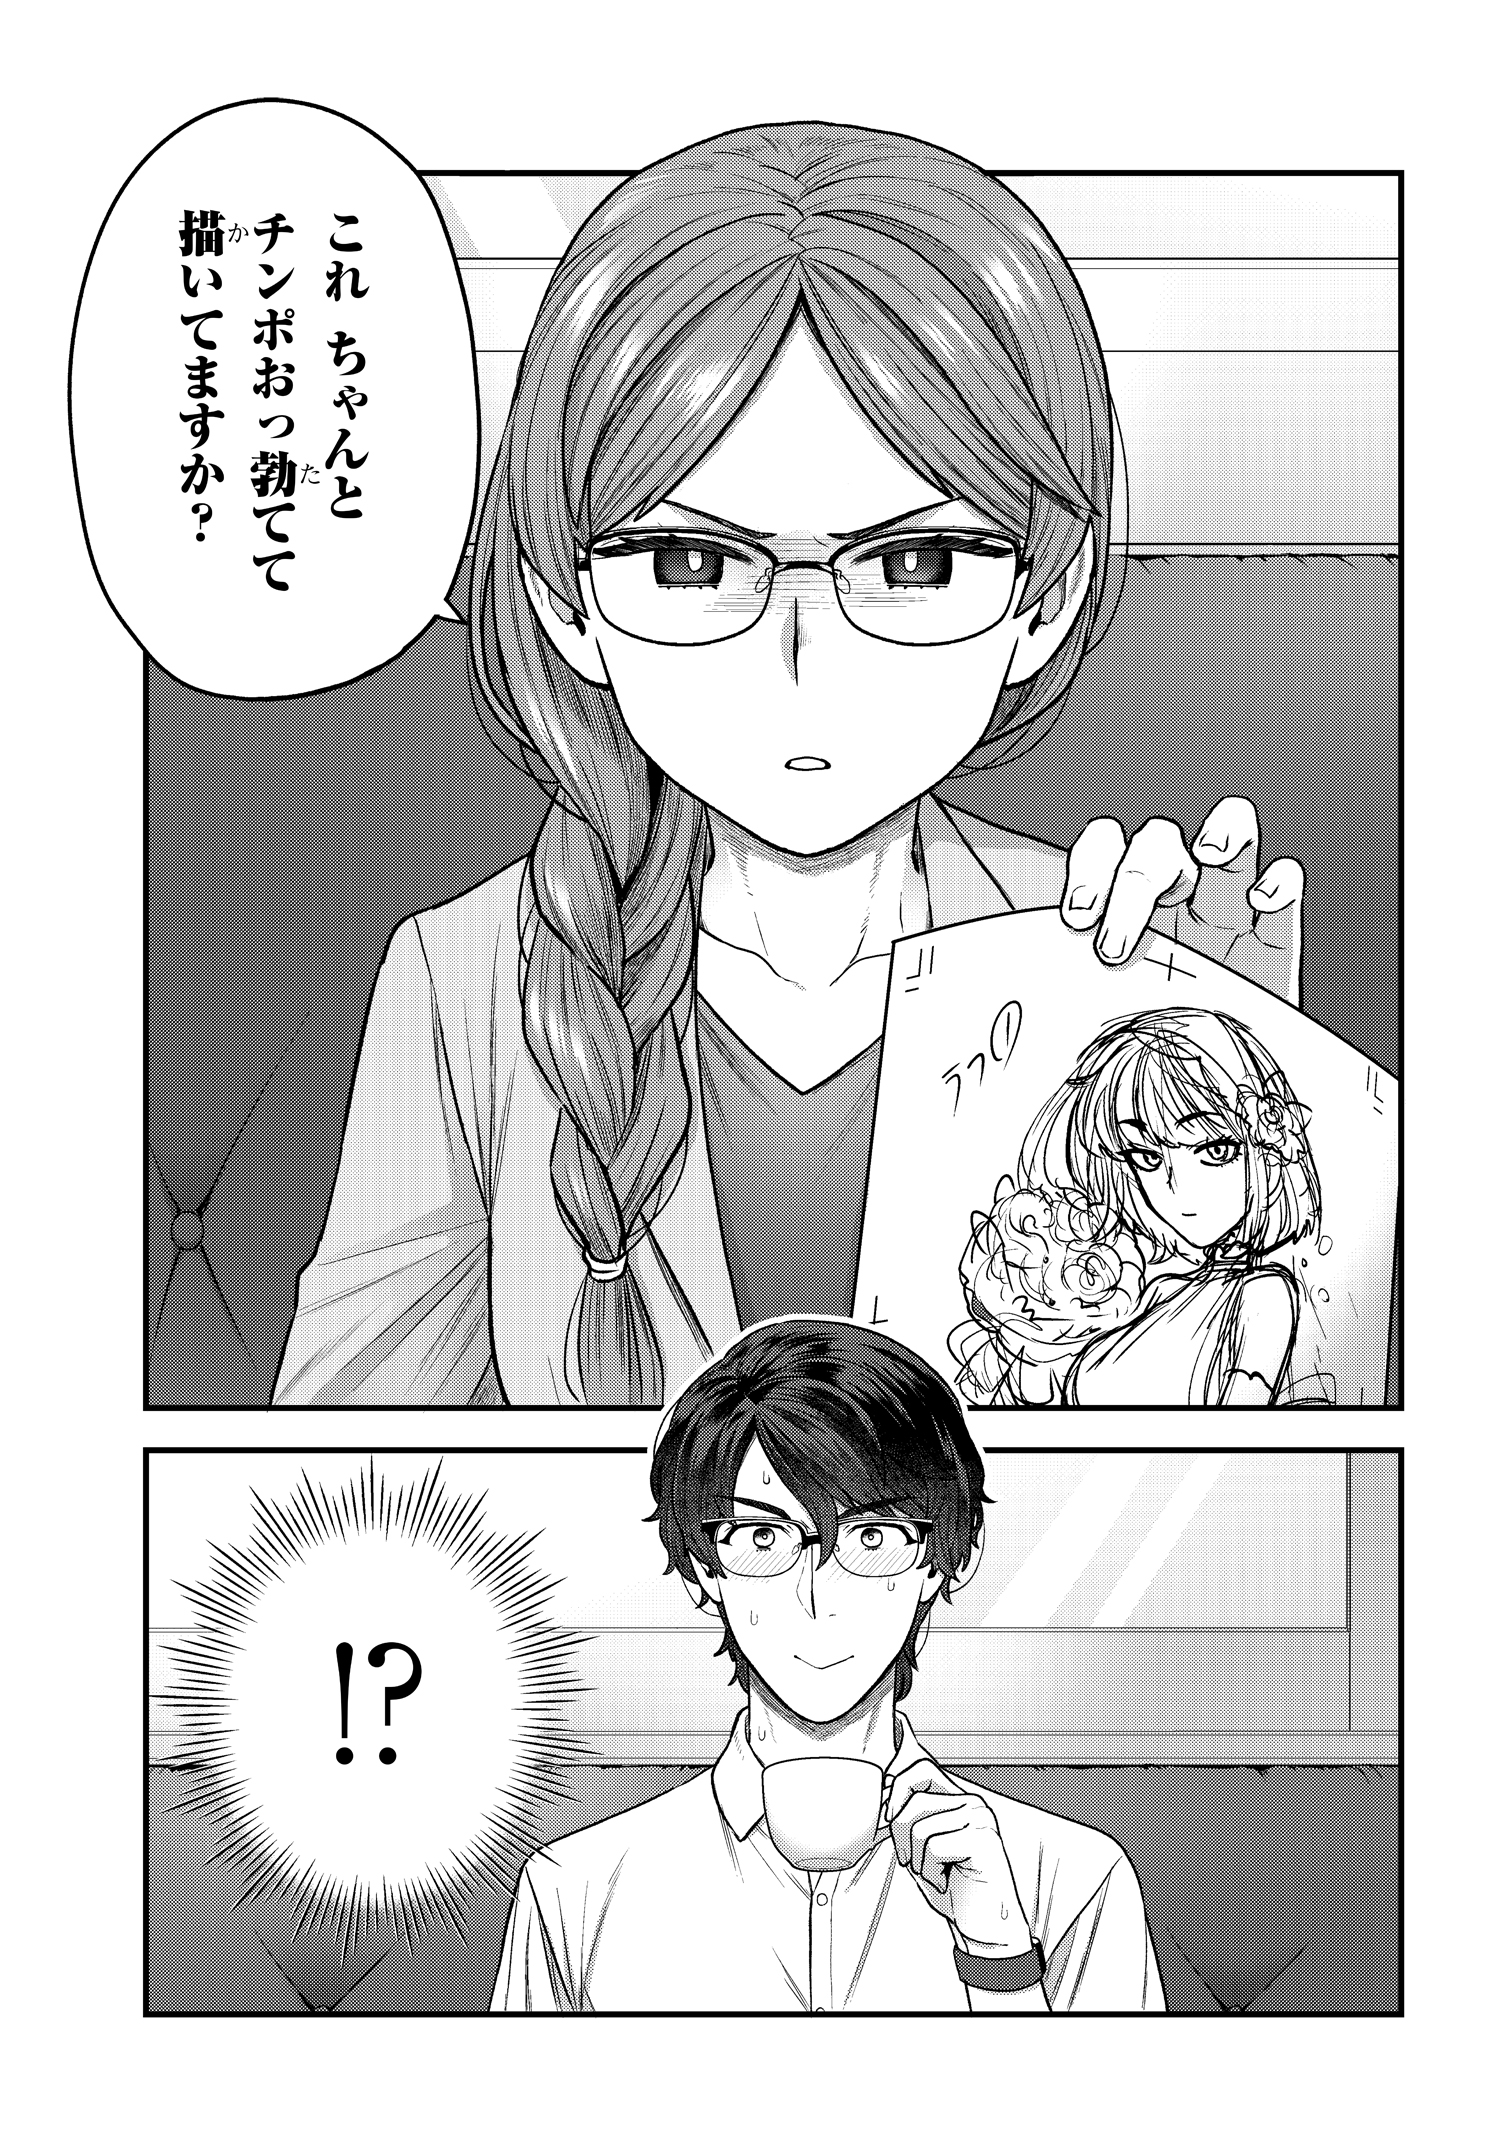 これ ちゃんと
チンポおっ勃てて
描いてますか?
ラフ①
!?